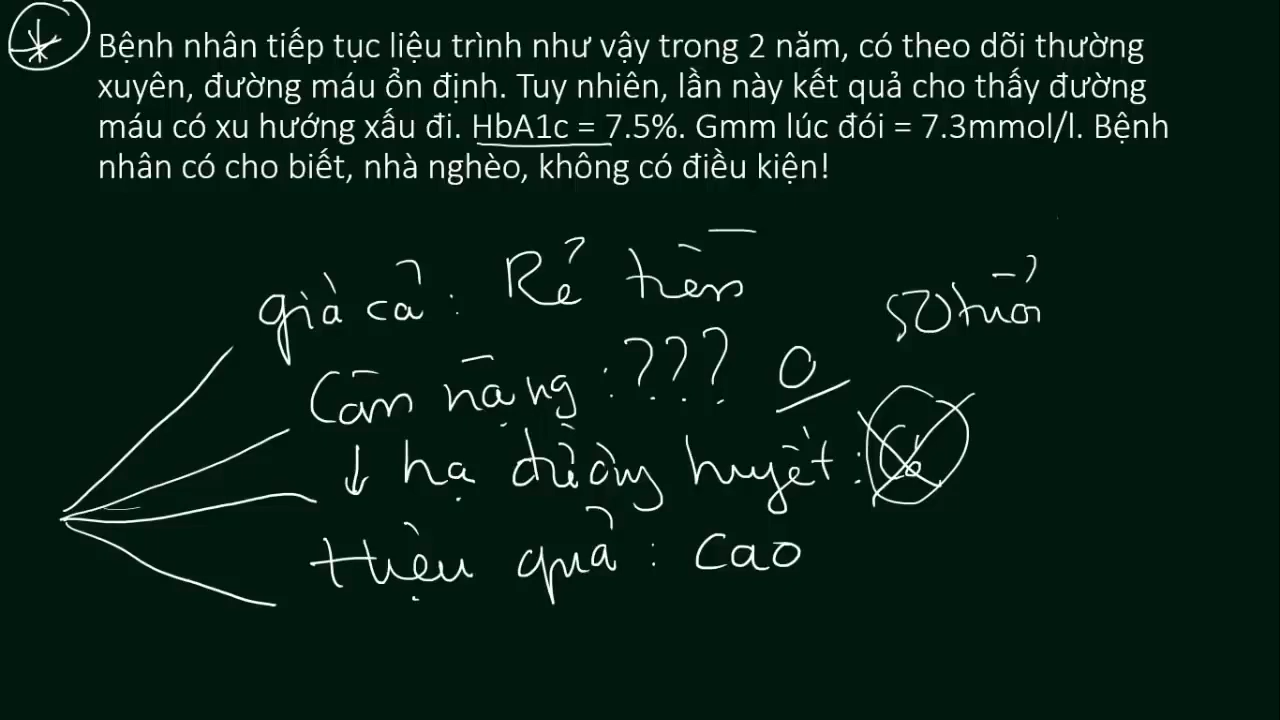 Bệnh nhân tiếp tục liệu trình như vậy trong 2 năm, có theo dõi thường
xuyên, đường máu ổn định. Tuy nhiên, lần này kết quả cho thấy đường
máu có xu hướng xấu đi. HbA1c = 7.5%. Gmm lúc đói = 7.3mmol/l. Bệnh
nhân có cho biết, nhà nghèo, không có điều kiện!
giá cả : Rẻ tiền
50 tuổi
Cân nặng : ??? O
↓ hạ đường huyết : Có
Hiệu quả : cao